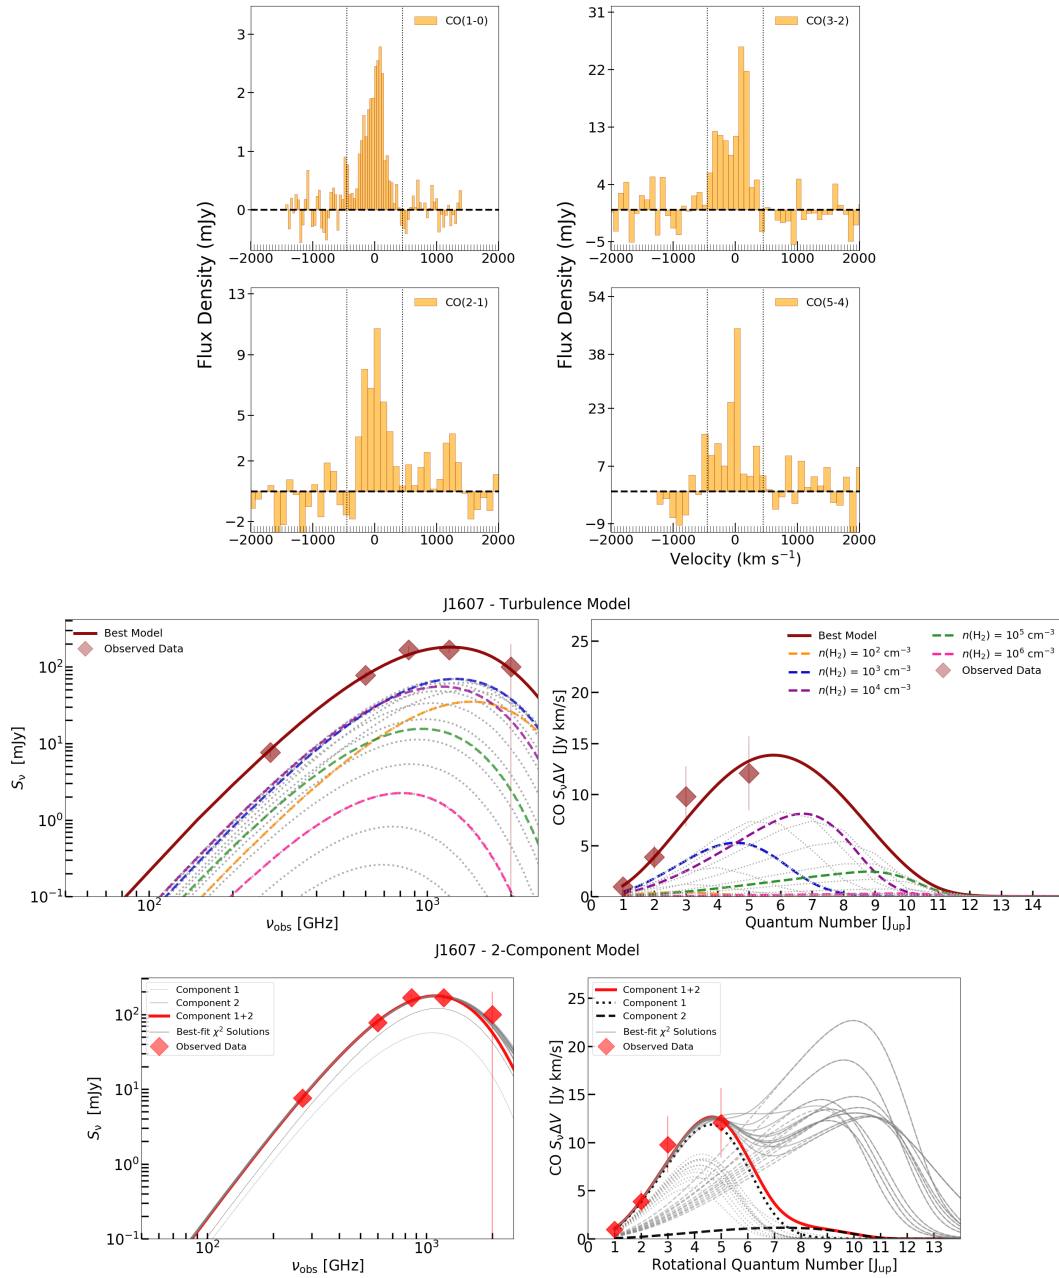 CO(1-0)
3
2
1
0
−2000 −1000 0 1000 2000
CO(3-2)
31
22
13
4
−5
−2000 −1000 0 1000 2000
Flux Density (mJy)
Flux Density (mJy)
CO(2-1)
13
9
5
2
−2
−2000 −1000 0 1000 2000
CO(5-4)
54
38
23
7
−9
−2000 −1000 0 1000 2000
Velocity (km s⁻¹)
J1607 - Turbulence Model
Best Model
Observed Data
S_ν [mJy]
10²
10¹
10⁰
10⁻¹
10² 10³
ν_obs [GHz]
Best Model
n(H₂) = 10² cm⁻³
n(H₂) = 10³ cm⁻³
n(H₂) = 10⁴ cm⁻³
n(H₂) = 10⁵ cm⁻³
n(H₂) = 10⁶ cm⁻³
Observed Data
CO S_νΔV [Jy km/s]
25
20
15
10
5
0
0 1 2 3 4 5 6 7 8 9 10 11 12 13 14
Quantum Number [J_up]
J1607 - 2-Component Model
Component 1
Component 2
Component 1+2
Best-fit χ² Solutions
Observed Data
S_ν [mJy]
10²
10¹
10⁰
10⁻¹
10² 10³
ν_obs [GHz]
Component 1+2
Component 1
Component 2
Best-fit χ² Solutions
Observed Data
CO S_νΔV [Jy km/s]
25
20
15
10
5
0
0 1 2 3 4 5 6 7 8 9 10 11 12 13
Rotational Quantum Number [J_up]